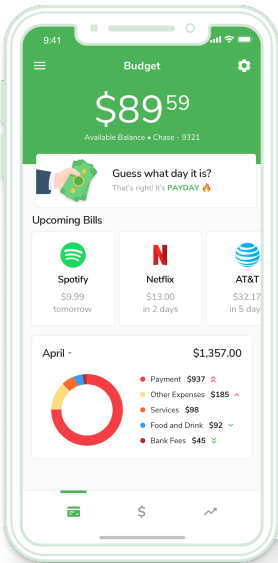 9:41
Budget
$89 59
Available Balance • Chase - 9321
Guess what day it is?
That's right! It's PAYDAY 🔥
Upcoming Bills
Spotify
$9.99
tomorrow
N
Netflix
$13.00
in 2 days
AT&T
$32.17
in 5 day
April
$1,357.00
Payment $937
Other Expenses $185
Services $98
Food and Drink $92
Bank Fees $45
$